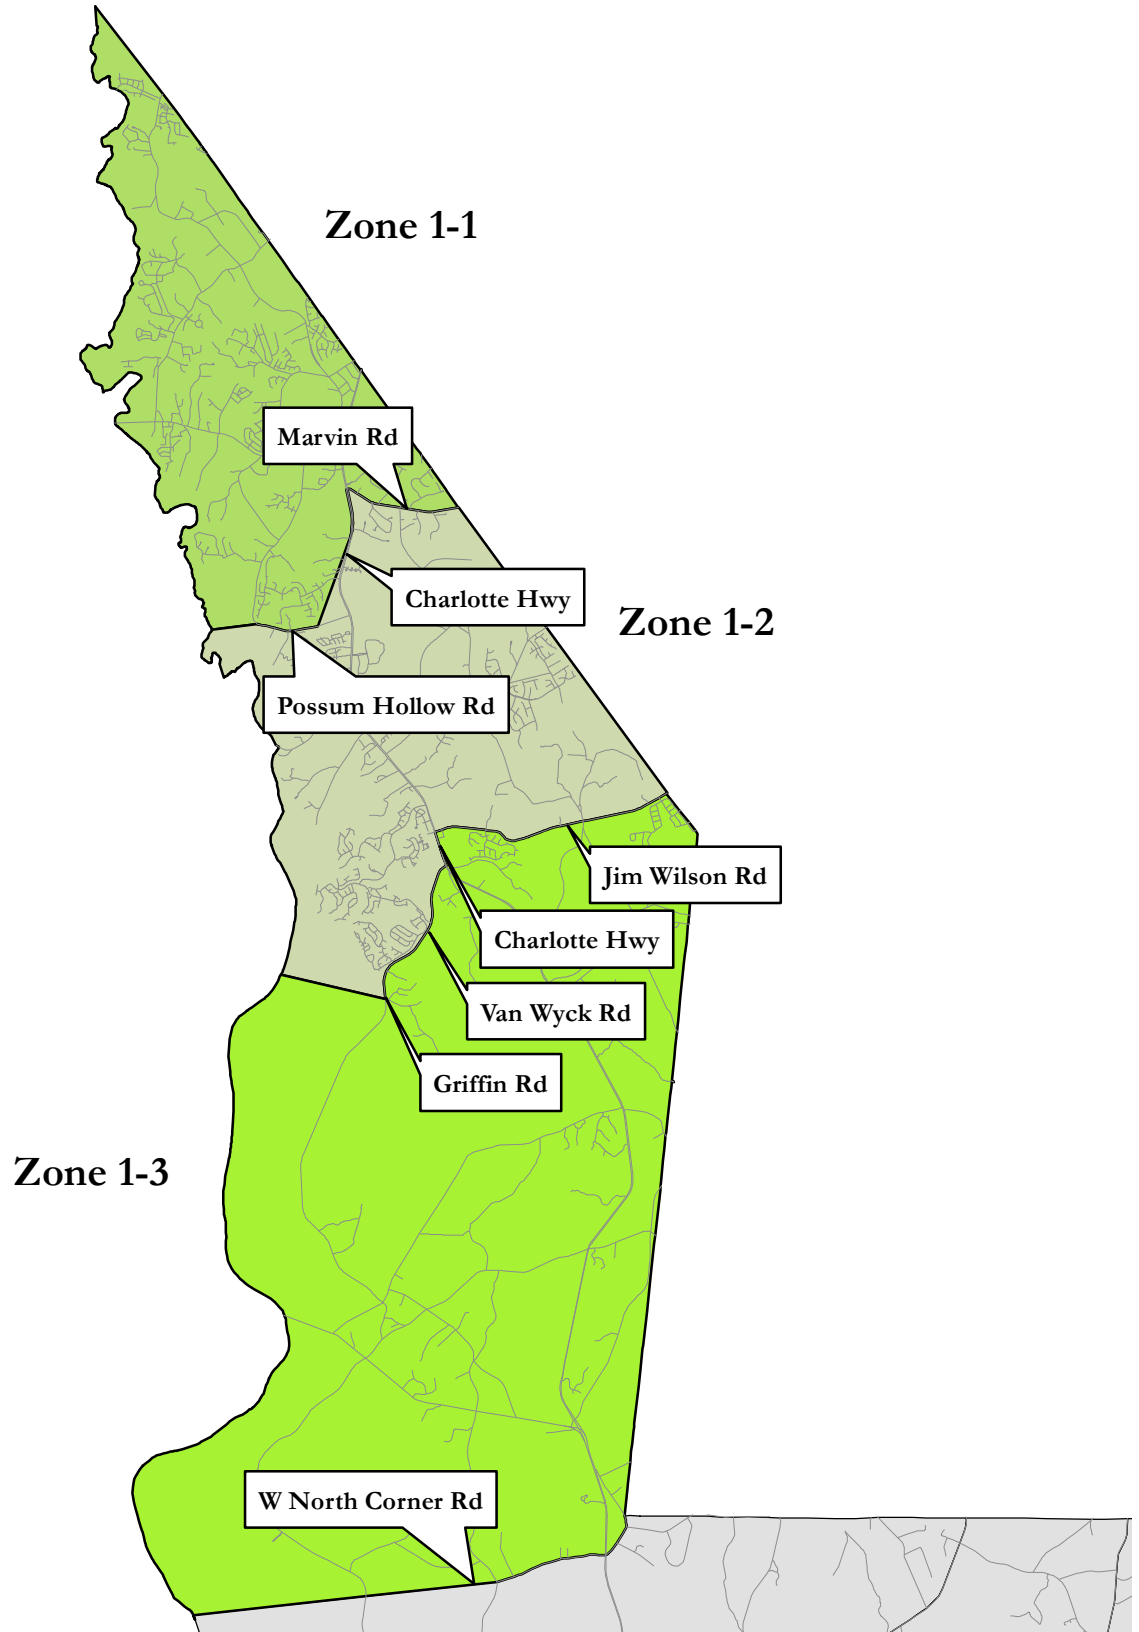 Zone 1-1
Marvin Rd
Charlotte Hwy
Zone 1-2
Possum Hollow Rd
Jim Wilson Rd
Charlotte Hwy
Van Wyck Rd
Griffin Rd
Zone 1-3
W North Corner Rd